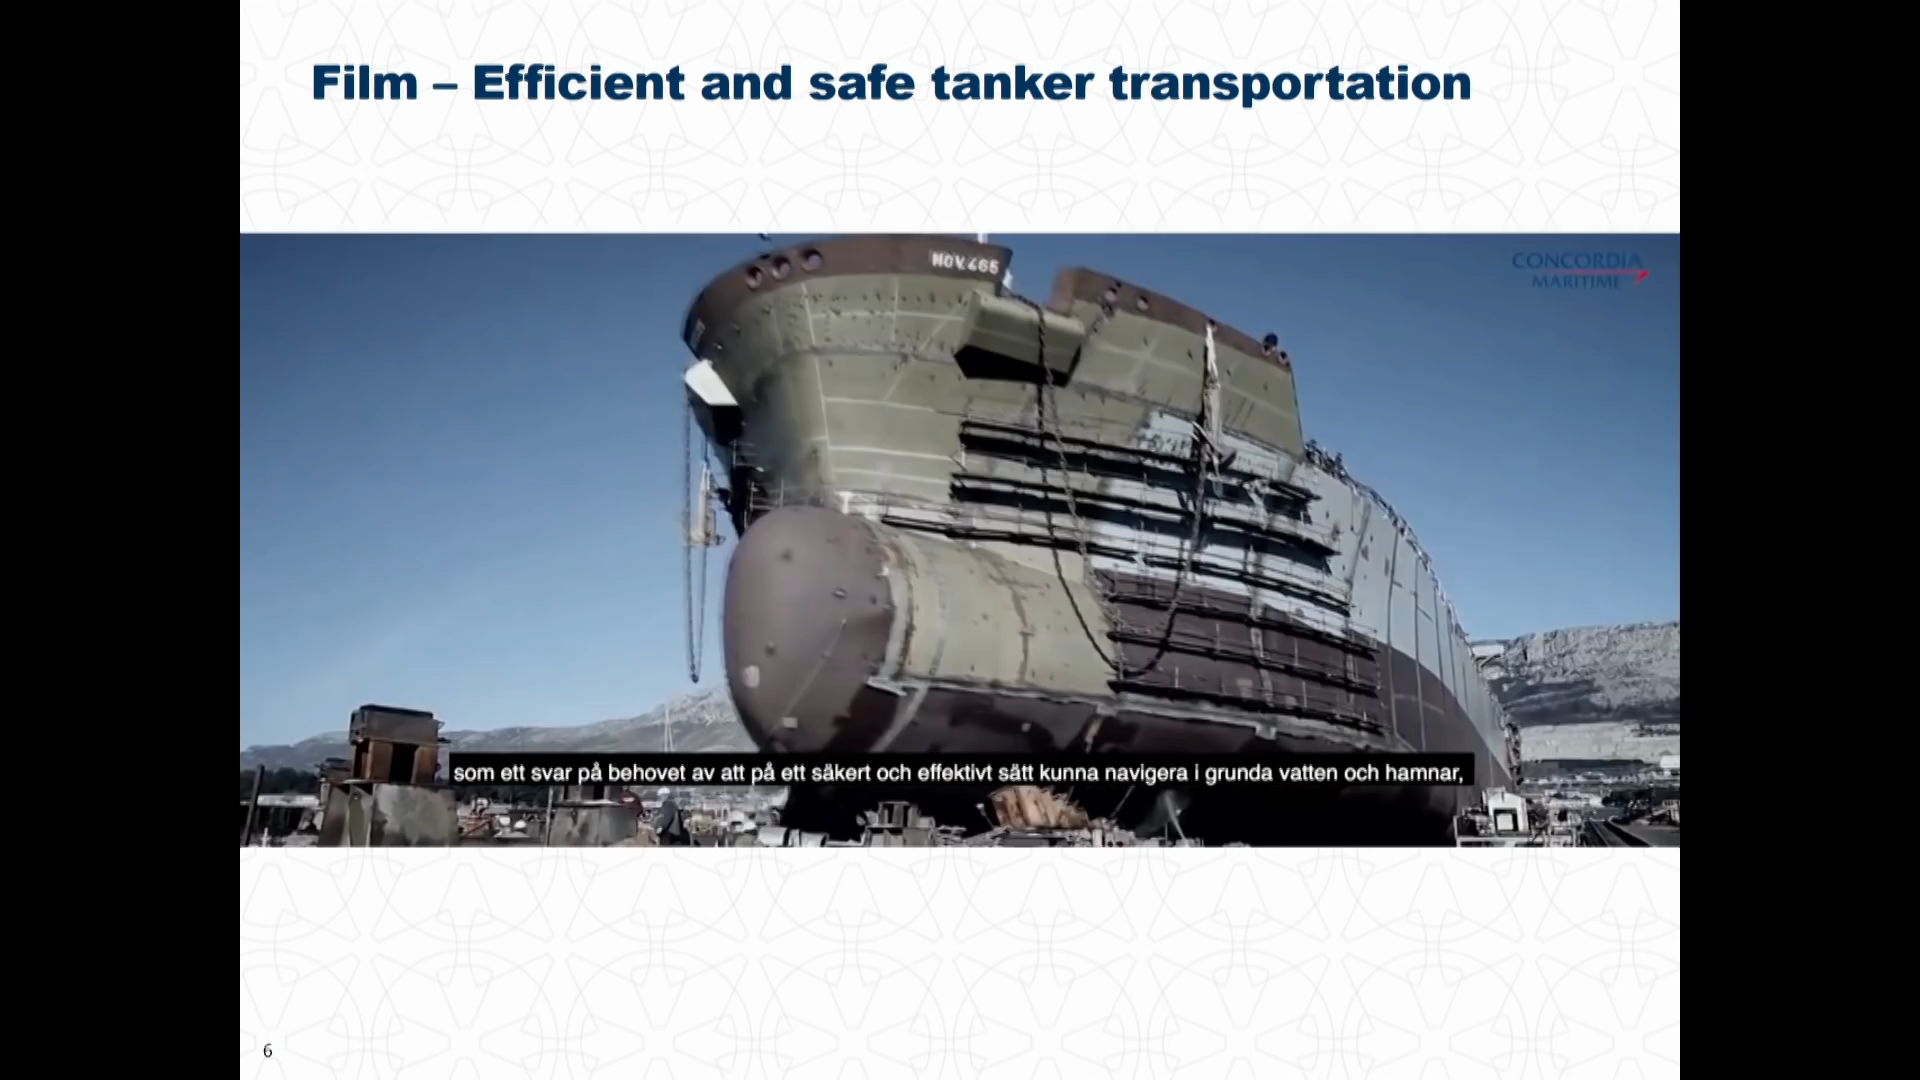 Film – Efficient and safe tanker transportation
NOV.465
CONCORDIA
MARITIME
som ett svar på behovet av att på ett säkert och effektivt sätt kunna navigera i grunda vatten och hamnar,
6